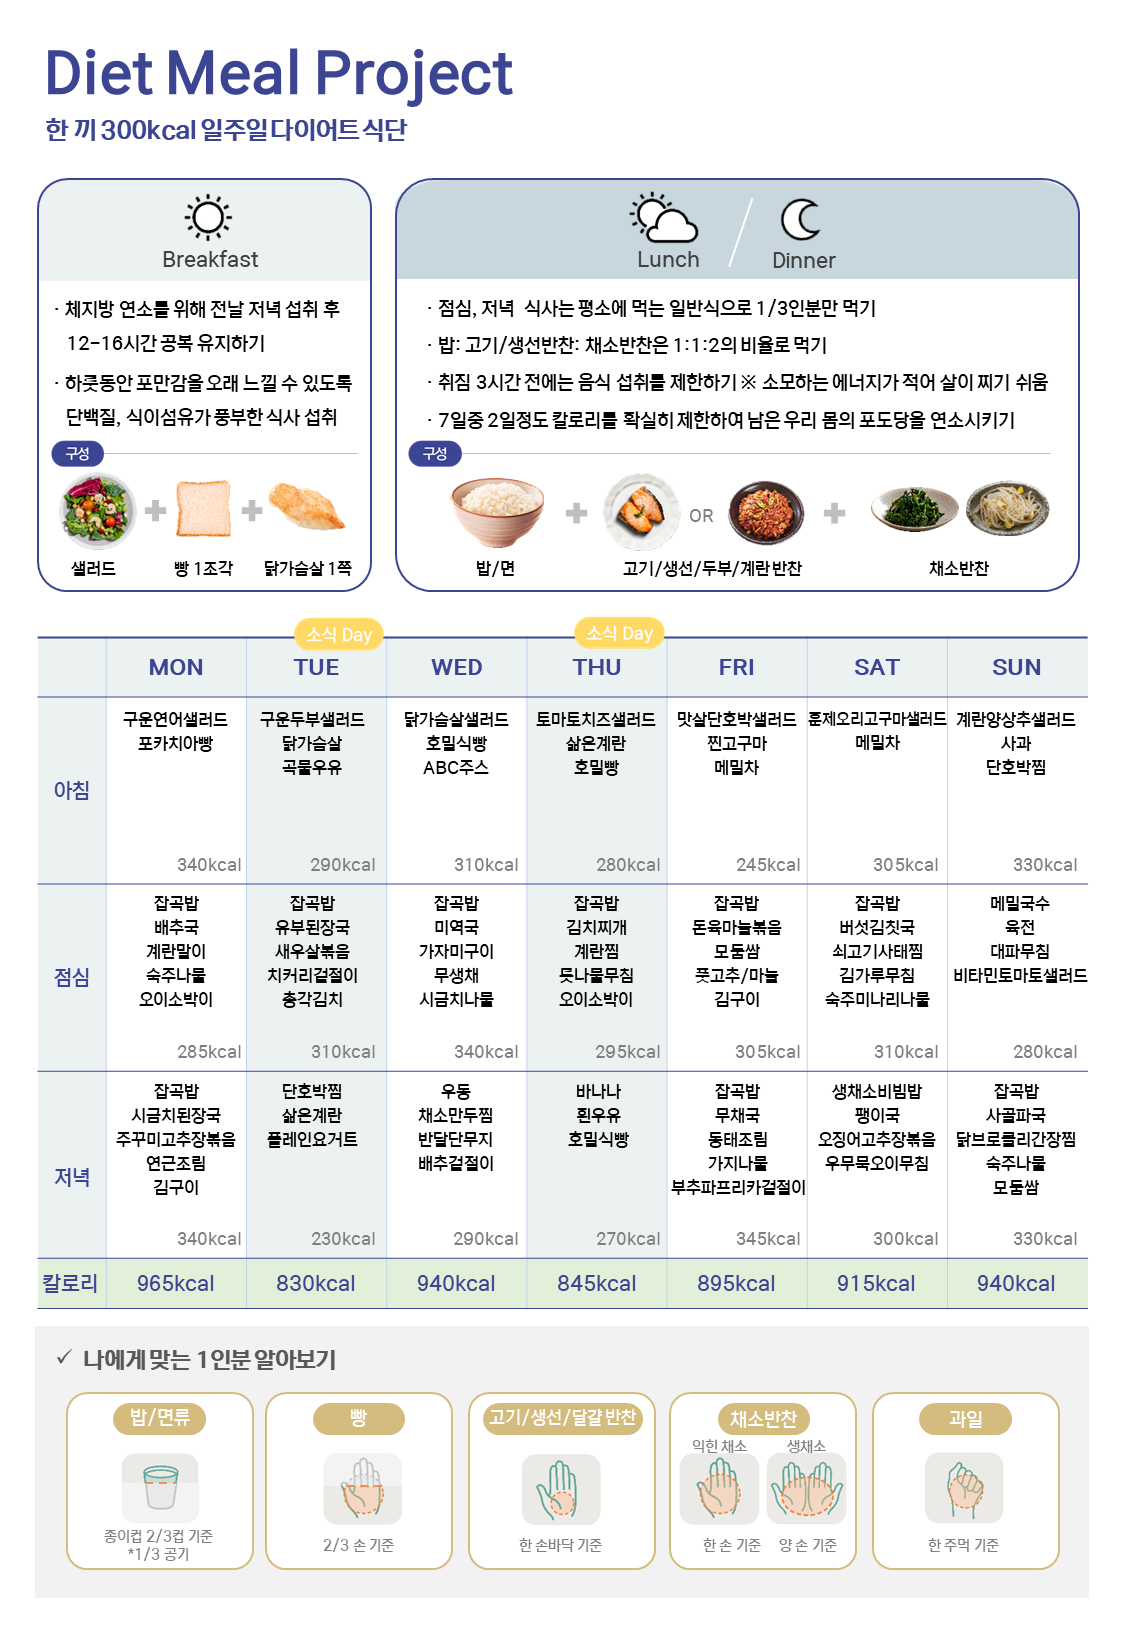 Diet Meal Project
한 끼 300kcal 일주일 다이어트 식단
Breakfast
· 체지방 연소를 위해 전날 저녁 섭취 후
12-16시간 공복 유지하기
· 하룻동안 포만감을 오래 느낄 수 있도록
단백질, 식이섬유가 풍부한 식사 섭취
구성
샐러드
빵 1조각
닭가슴살 1쪽
Lunch
Dinner
· 점심, 저녁 식사는 평소에 먹는 일반식으로 1/3인분만 먹기
· 밥: 고기/생선반찬: 채소반찬은 1:1:2의 비율로 먹기
· 취짐 3시간 전에는 음식 섭취를 제한하기 ※ 소모하는 에너지가 적어 살이 찌기 쉬움
· 7일중 2일정도 칼로리를 확실히 제한하여 남은 우리 몸의 포도당을 연소시키기
구성
OR
밥/면
고기/생선/두부/계란 반찬
채소반찬
소식 Day
소식 Day
MON TUE WED THU FRI SAT SUN
아침
구운연어샐러드
포카치아빵
340kcal
구운두부샐러드
닭가슴살
곡물우유
290kcal
닭가슴살샐러드
호밀식빵
ABC주스
310kcal
토마토치즈샐러드
삶은계란
호밀빵
280kcal
맛살단호박샐러드
찐고구마
메밀차
245kcal
훈제오리고구마샐러드
메밀차
305kcal
계란양상추샐러드
사과
단호박찜
330kcal
점심
잡곡밥
배추국
계란말이
숙주나물
오이소박이
285kcal
잡곡밥
유부된장국
새우살볶음
치커리겉절이
총각김치
310kcal
잡곡밥
미역국
가자미구이
무생채
시금치나물
340kcal
잡곡밥
김치찌개
계란찜
돗나물무침
오이소박이
295kcal
잡곡밥
돈육마늘볶음
모둠쌈
풋고추/마늘
김구이
305kcal
잡곡밥
버섯김칫국
쇠고기사태찜
김가루무침
숙주미나리나물
310kcal
메밀국수
육전
대파무침
비타민토마토샐러드
280kcal
저녁
잡곡밥
시금치된장국
주꾸미고추장볶음
연근조림
김구이
340kcal
단호박찜
삶은계란
플레인요거트
230kcal
우동
채소만두찜
반달단무지
배추겉절이
290kcal
바나나
흰우유
호밀식빵
270kcal
잡곡밥
무채국
동태조림
가지나물
부추파프리카겉절이
345kcal
생채소비빔밥
팽이국
오징어고추장볶음
우무묵오이무침
300kcal
잡곡밥
사골파국
닭브로콜리간장찜
숙주나물
모둠쌈
330kcal
칼로리 965kcal 830kcal 940kcal 845kcal 895kcal 915kcal 940kcal
✓ 나에게 맞는 1인분 알아보기
밥/면류
종이컵 2/3컵 기준
*1/3 공기
빵
2/3 손 기준
고기/생선/달걀 반찬
한 손바닥 기준
채소반찬
익힌 채소 생채소
한 손 기준 양 손 기준
과일
한 주먹 기준